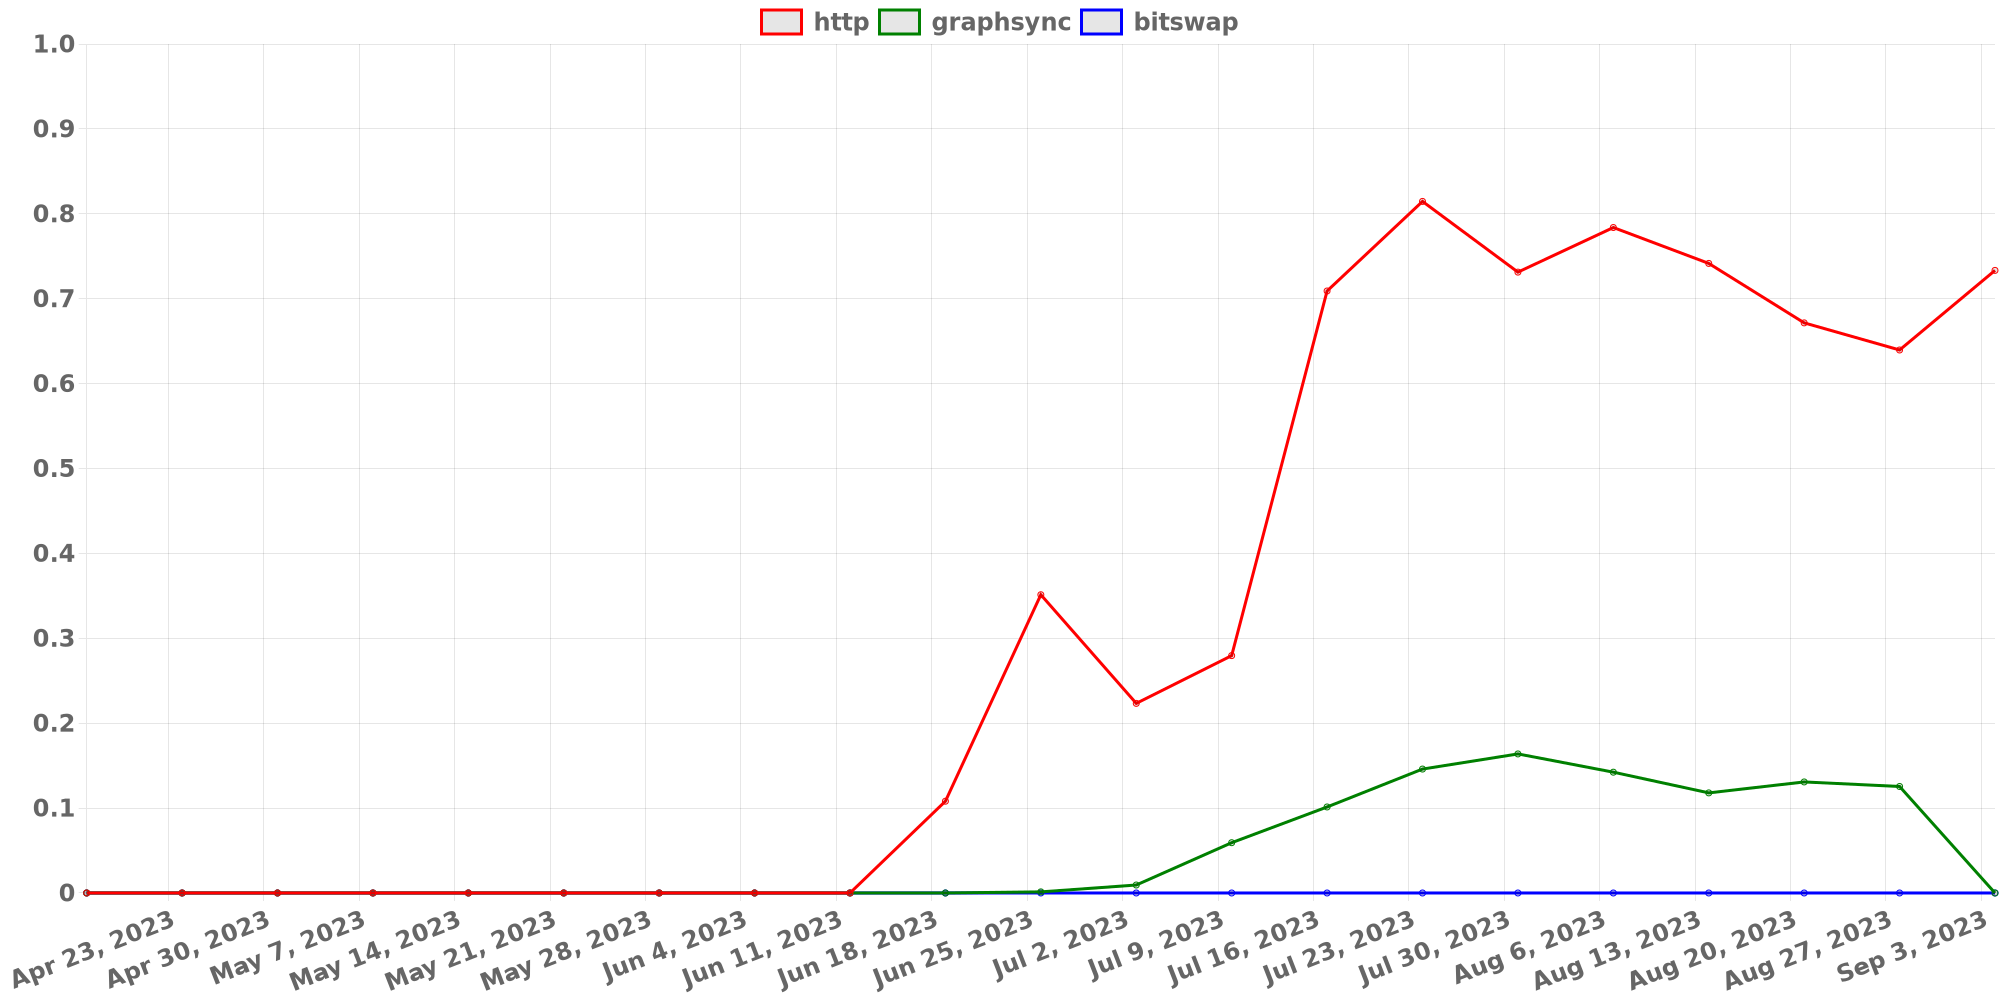 http graphsync bitswap
1.0
0.9
0.8
0.7
0.6
0.5
0.4
0.3
0.2
0.1
0
Apr 23, 2023
Apr 30, 2023
May 7, 2023
May 14, 2023
May 21, 2023
May 28, 2023
Jun 4, 2023
Jun 11, 2023
Jun 18, 2023
Jun 25, 2023
Jul 2, 2023
Jul 9, 2023
Jul 16, 2023
Jul 23, 2023
Jul 30, 2023
Aug 6, 2023
Aug 13, 2023
Aug 20, 2023
Aug 27, 2023
Sep 3, 2023